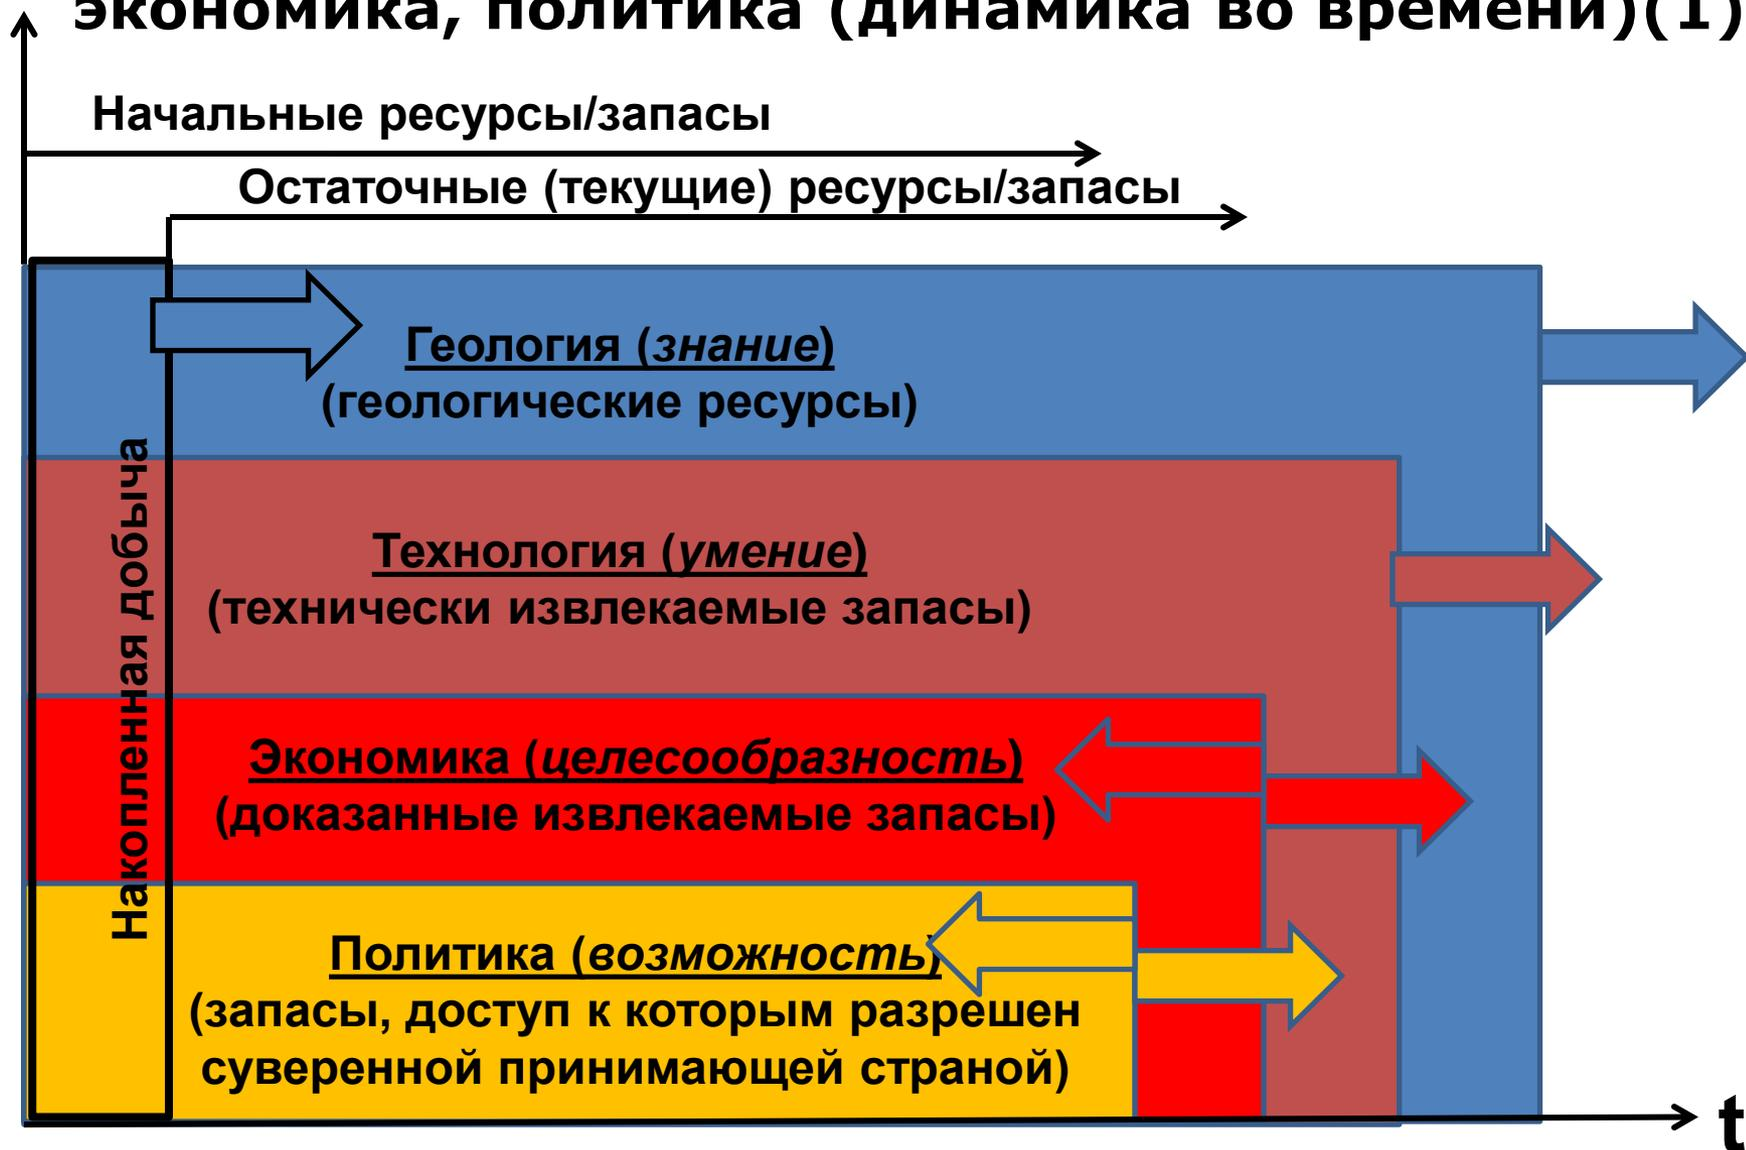 экономика, политика (динамика во времени)(1)
Начальные ресурсы/запасы
Остаточные (текущие) ресурсы/запасы
Геология (знание)
(геологические ресурсы)
Накопленная добыча
Технология (умение)
(технически извлекаемые запасы)
Экономика (целесообразность)
(доказанные извлекаемые запасы)
Политика (возможность)
(запасы, доступ к которым разрешен
суверенной принимающей страной)
t